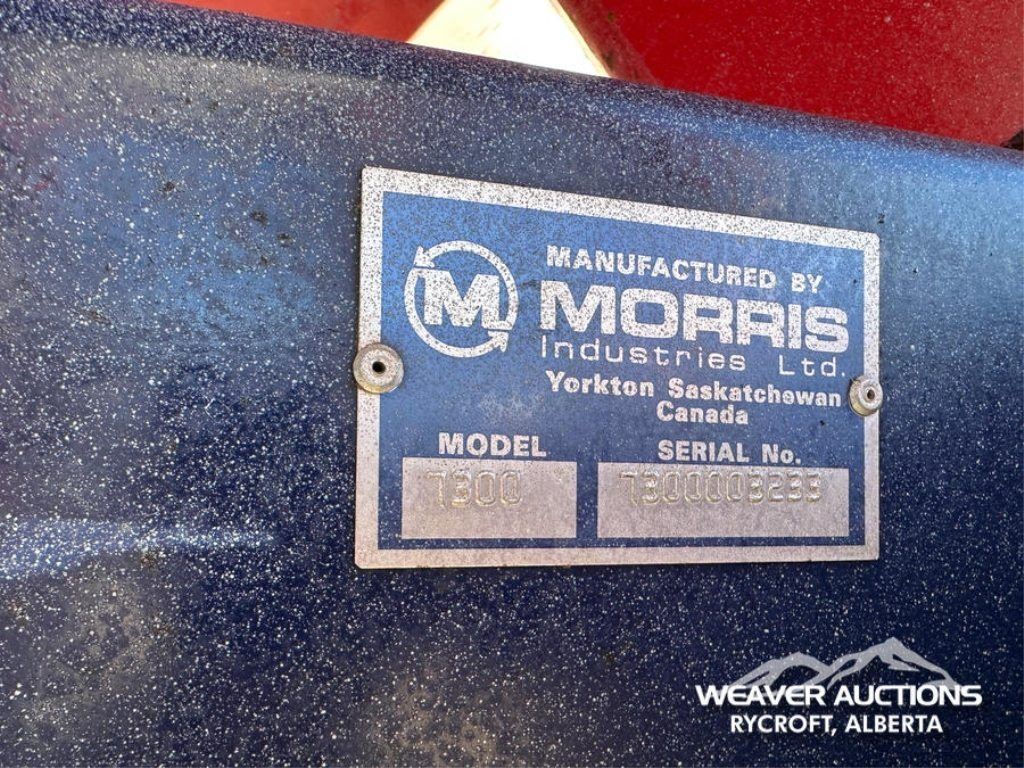 M
MANUFACTURED BY
MORRIS
Industries Ltd.
Yorkton Saskatchewan
Canada
MODEL SERIAL No.
7300 7300003233
WEAVER AUCTIONS
RYCROFT, ALBERTA